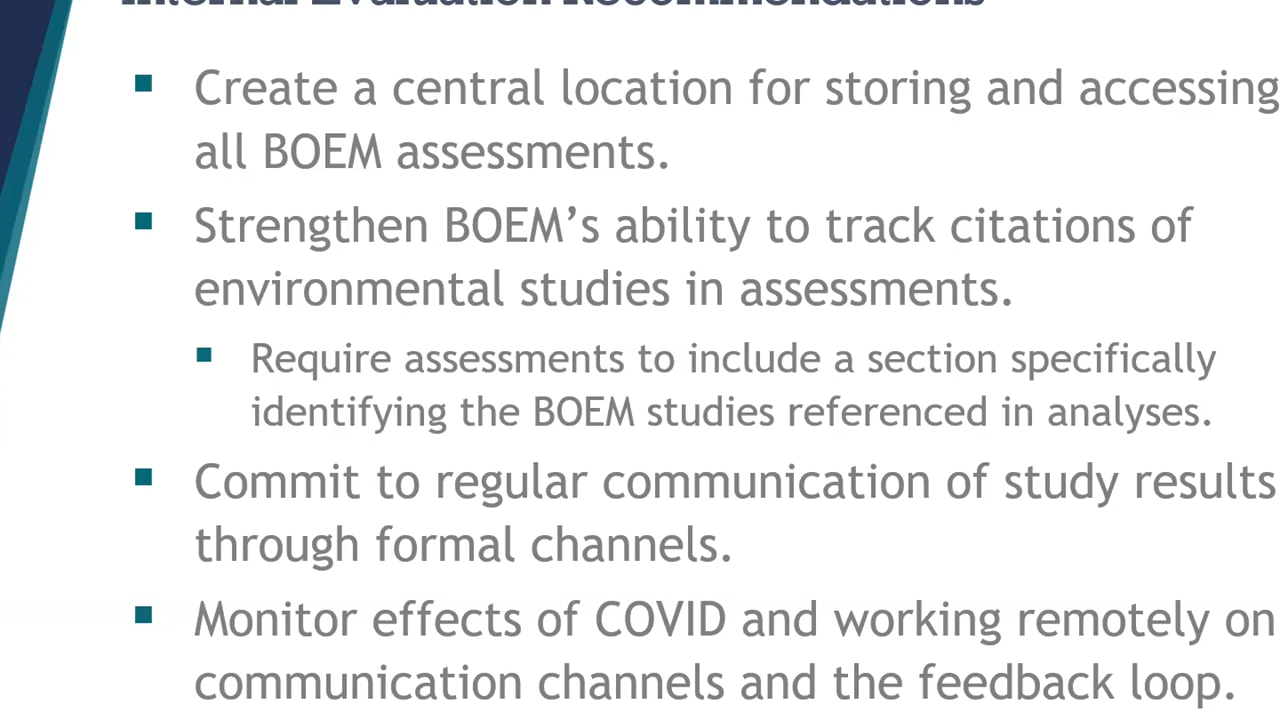 Internal Evaluation Recommendations
Create a central location for storing and accessing
all BOEM assessments.
Strengthen BOEM’s ability to track citations of
environmental studies in assessments.
Require assessments to include a section specifically
identifying the BOEM studies referenced in analyses.
Commit to regular communication of study results
through formal channels.
Monitor effects of COVID and working remotely on
communication channels and the feedback loop.